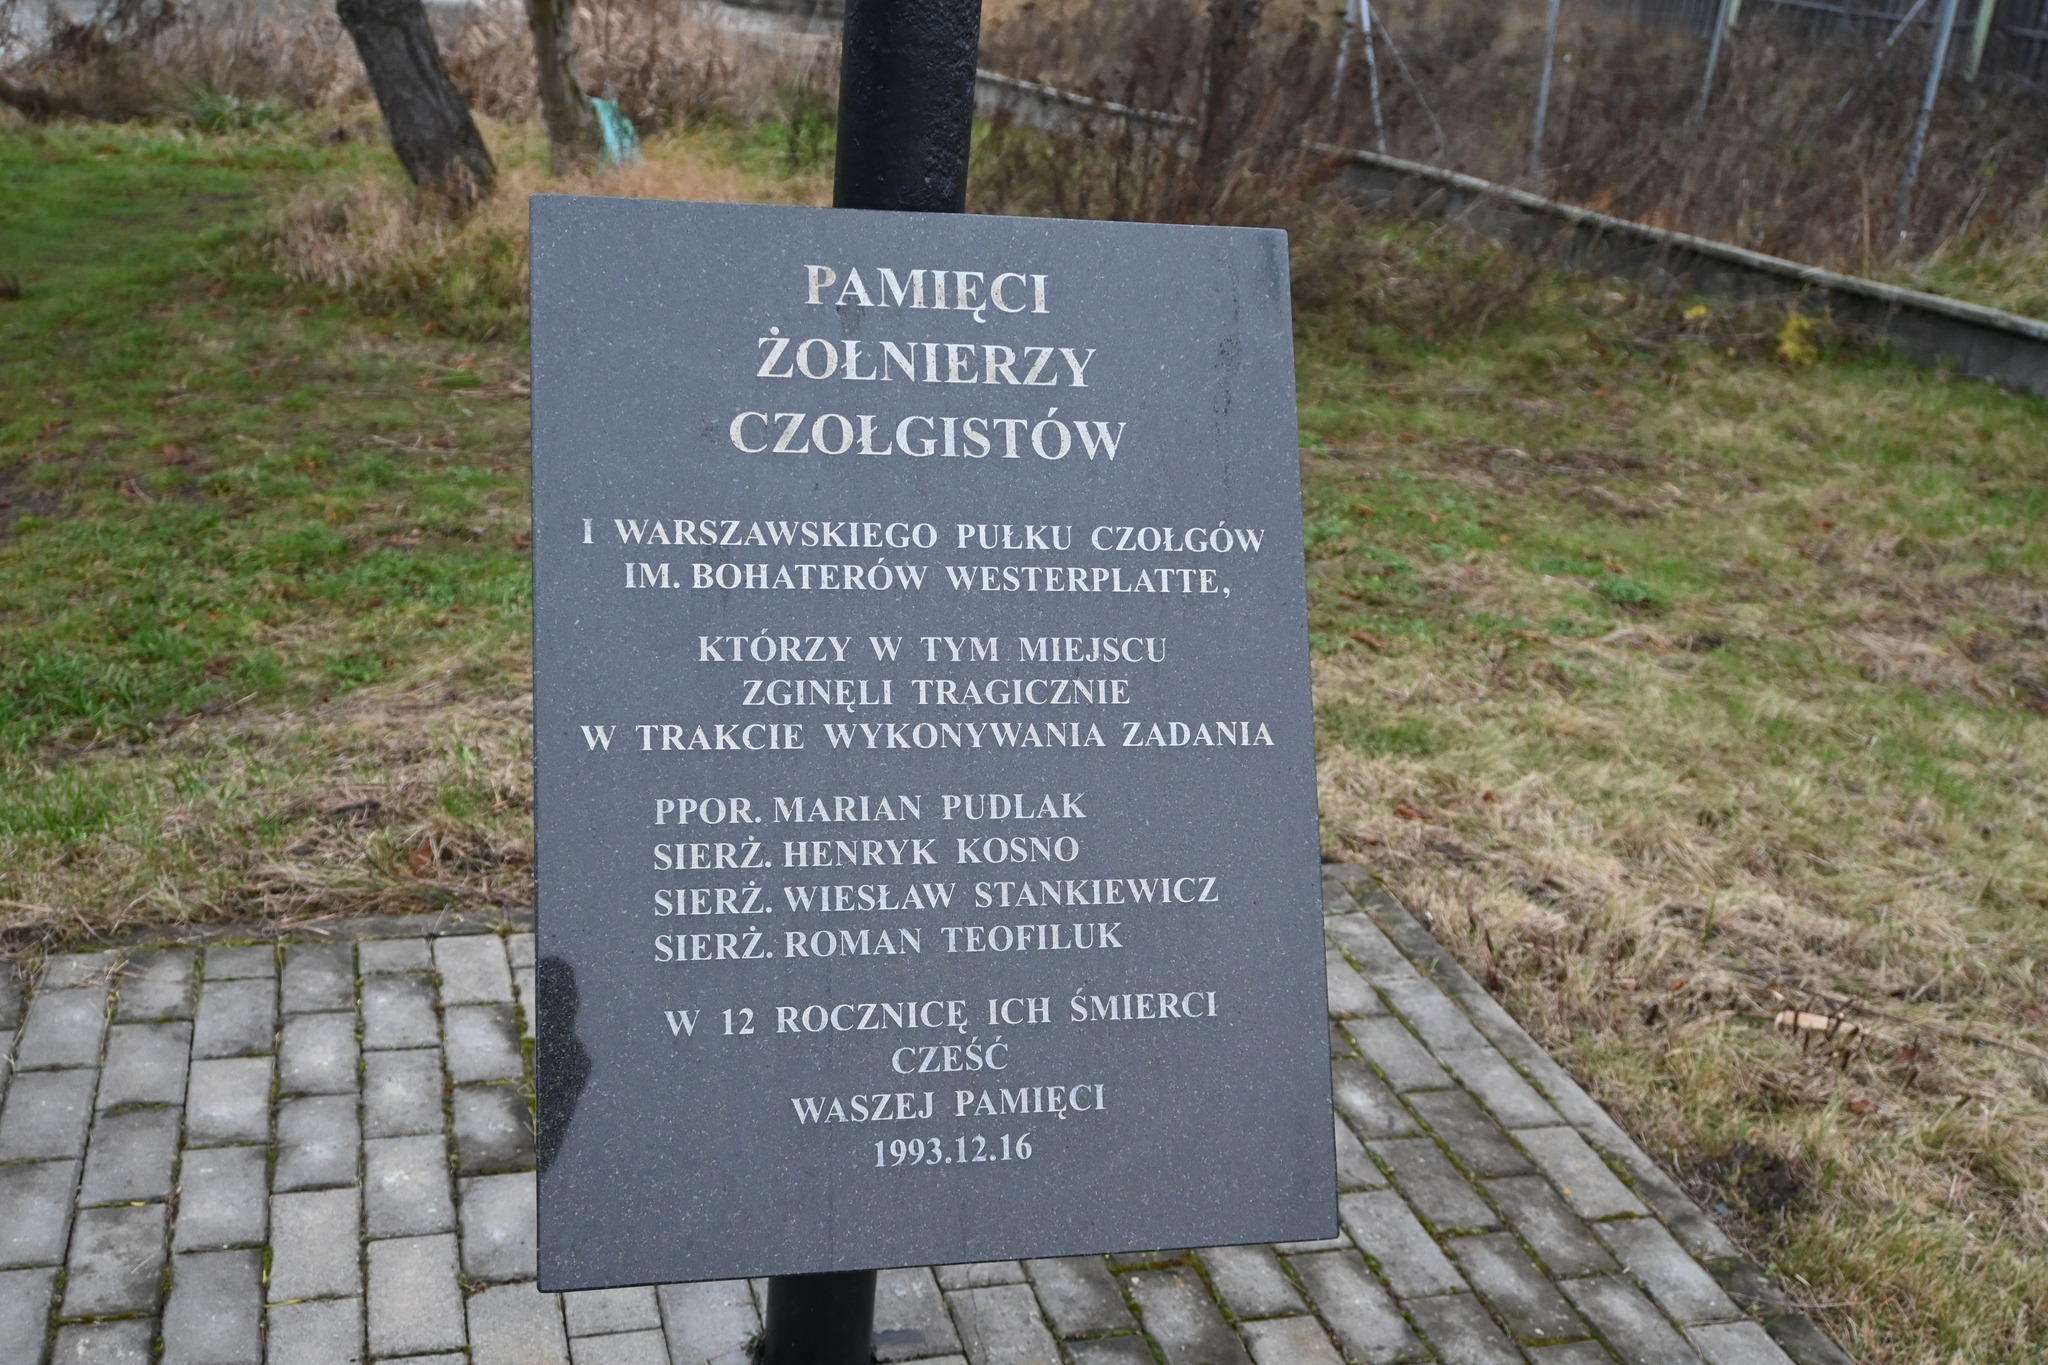 PAMIĘCI
ŻOŁNIERZY
CZOŁGISTÓW
I WARSZAWSKIEGO PUŁKU CZOŁGÓW
IM. BOHATERÓW WESTERPLATTE,
KTÓRZY W TYM MIEJSCU
ZGINĘLI TRAGICZNIE
W TRAKCIE WYKONYWANIA ZADANIA
PPOR. MARIAN PUDLAK
SIERŻ. HENRYK KOSNO
SIERŻ. WIESŁAW STANKIEWICZ
SIERŻ. ROMAN TEOFILUK
W 12 ROCZNICĘ ICH ŚMIERCI
CZEŚĆ
WASZEJ PAMIĘCI
1993.12.16